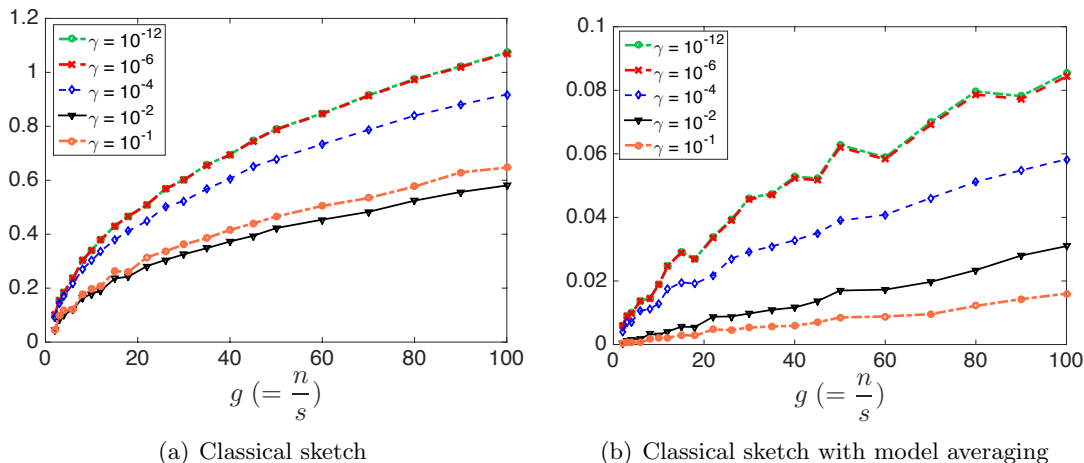 1.2
1
0.8
0.6
0.4
0.2
0
0 20 40 60 80 100
γ = 10^-12
γ = 10^-6
γ = 10^-4
γ = 10^-2
γ = 10^-1
g (= n/s)
(a) Classical sketch
0.1
0.08
0.06
0.04
0.02
0
0 20 40 60 80 100
γ = 10^-12
γ = 10^-6
γ = 10^-4
γ = 10^-2
γ = 10^-1
g (= n/s)
(b) Classical sketch with model averaging